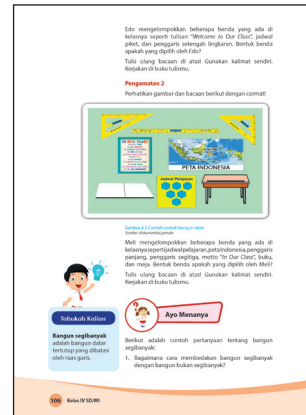 Edo mengelompokkan beberapa benda yang ada di
kelasnya seperti tulisan "Welcome to Our Class", jadwal
piket, dan penggaris setengah lingkaran. Bentuk benda
apakah yang dipilih oleh Edo?
Tulis ulang bacaan di atas! Gunakan kalimat sendiri.
Kerjakan di buku tulismu.
Pengamatan 2
Perhatikan gambar dan bacaan berikut dengan cermat!
IN OUR CLASS
PETA INDONESIA
Jadwal Pelajaran
Gambar 4.3 Contoh-contoh bangun datar
Sumber: dokumentasi penulis
Meli mengelompokkan beberapa benda yang ada di
kelasnya seperti jadwal pelajaran, peta Indonesia, penggaris
panjang, penggaris segitiga, motto "In Our Class", buku,
dan meja. Bentuk benda apakah yang dipilih oleh Meli?
Tulis ulang bacaan di atas! Gunakan kalimat sendiri.
Kerjakan di buku tulismu.
Tahukah Kalian
Bangun segibanyak
adalah bangun datar
tertutup yang dibatasi
oleh ruas garis.
Ayo Menanya
?
Berikut adalah contoh pertanyaan tentang bangun
segibanyak:
1. Bagaimana cara membedakan bangun segibanyak
dengan bangun bukan segibanyak?
106 Kelas IV SD/MI